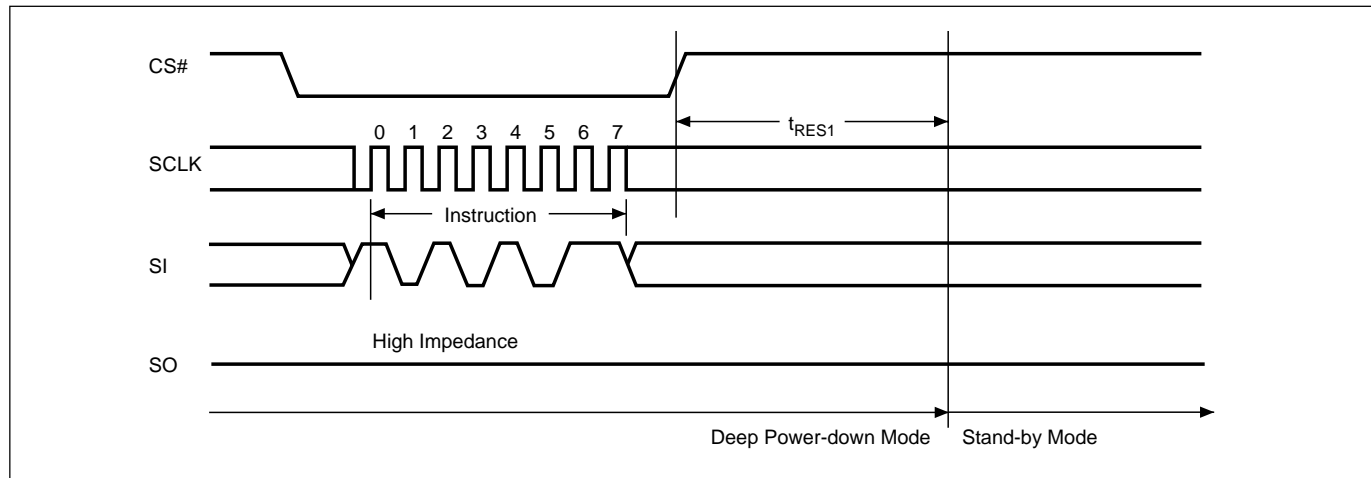 CS#
tRES1
0 1 2 3 4 5 6 7
SCLK
Instruction
SI
High Impedance
SO
Deep Power-down Mode Stand-by Mode